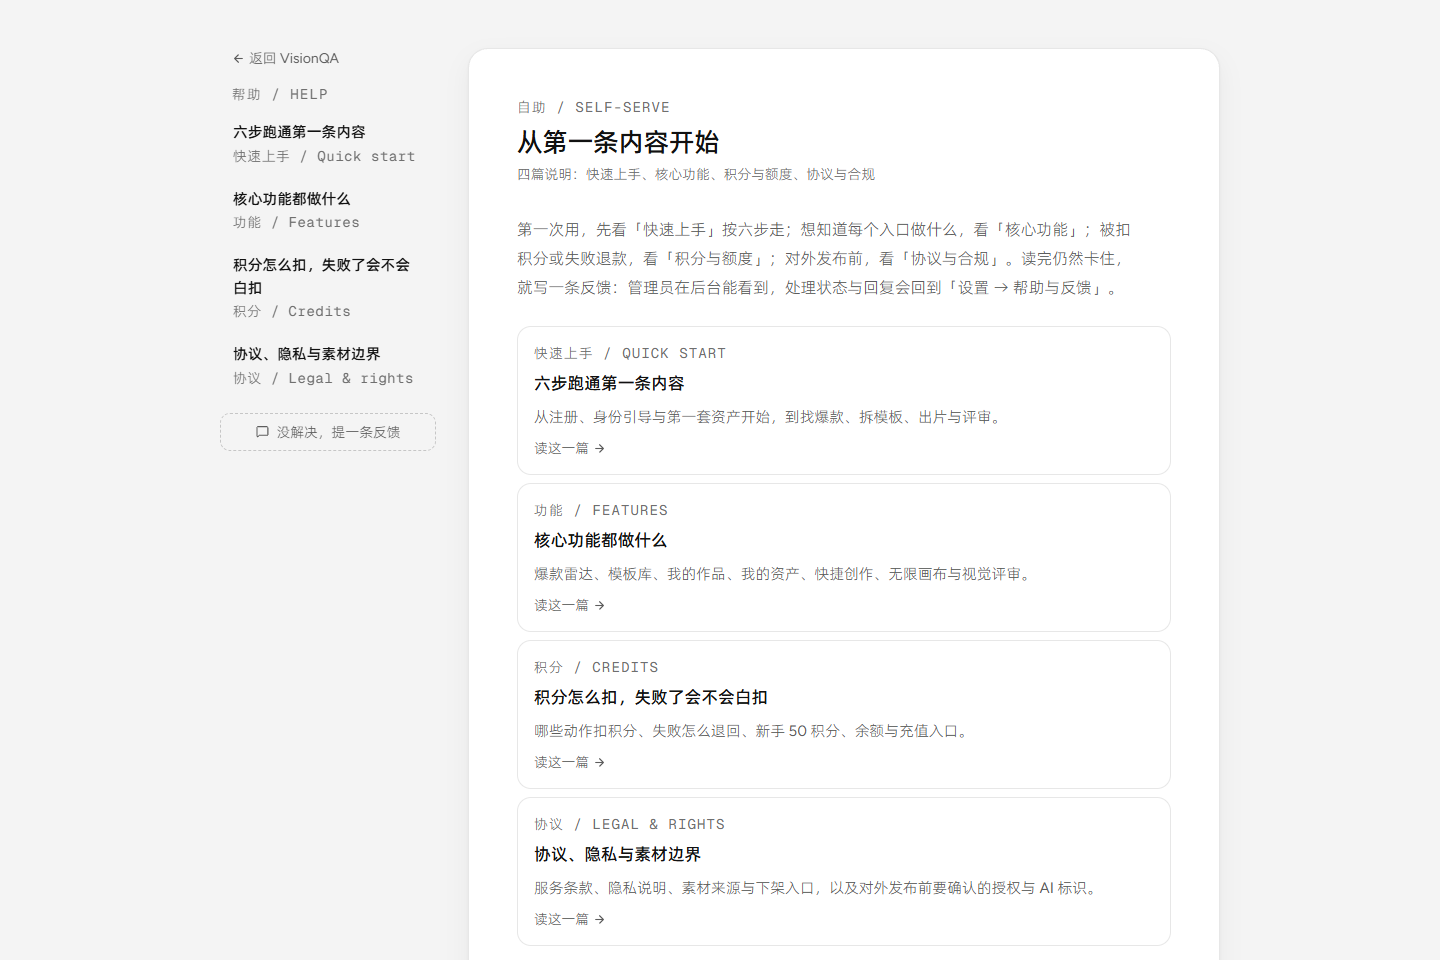 ← 返回 VisionQA
帮助 / HELP
六步跑通第一条内容
快速上手 / Quick start
核心功能都做什么
功能 / Features
积分怎么扣，失败了会不会
白扣
积分 / Credits
协议、隐私与素材边界
协议 / Legal & rights
没解决，提一条反馈
自助 / SELF-SERVE
从第一条内容开始
四篇说明：快速上手、核心功能、积分与额度、协议与合规
第一次用，先看「快速上手」按六步走；想知道每个入口做什么，看「核心功能」；被扣
积分或失败退款，看「积分与额度」；对外发布前，看「协议与合规」。读完仍然卡住，
就写一条反馈：管理员在后台能看到，处理状态与回复会回到「设置 → 帮助与反馈」。
快速上手 / QUICK START
六步跑通第一条内容
从注册、身份引导与第一套资产开始，到找爆款、拆模板、出片与评审。
读这一篇 →
功能 / FEATURES
核心功能都做什么
爆款雷达、模板库、我的作品、我的资产、快捷创作、无限画布与视觉评审。
读这一篇 →
积分 / CREDITS
积分怎么扣，失败了会不会白扣
哪些动作扣积分、失败怎么退回、新手 50 积分、余额与充值入口。
读这一篇 →
协议 / LEGAL & RIGHTS
协议、隐私与素材边界
服务条款、隐私说明、素材来源与下架入口，以及对外发布前要确认的授权与 AI 标识。
读这一篇 →